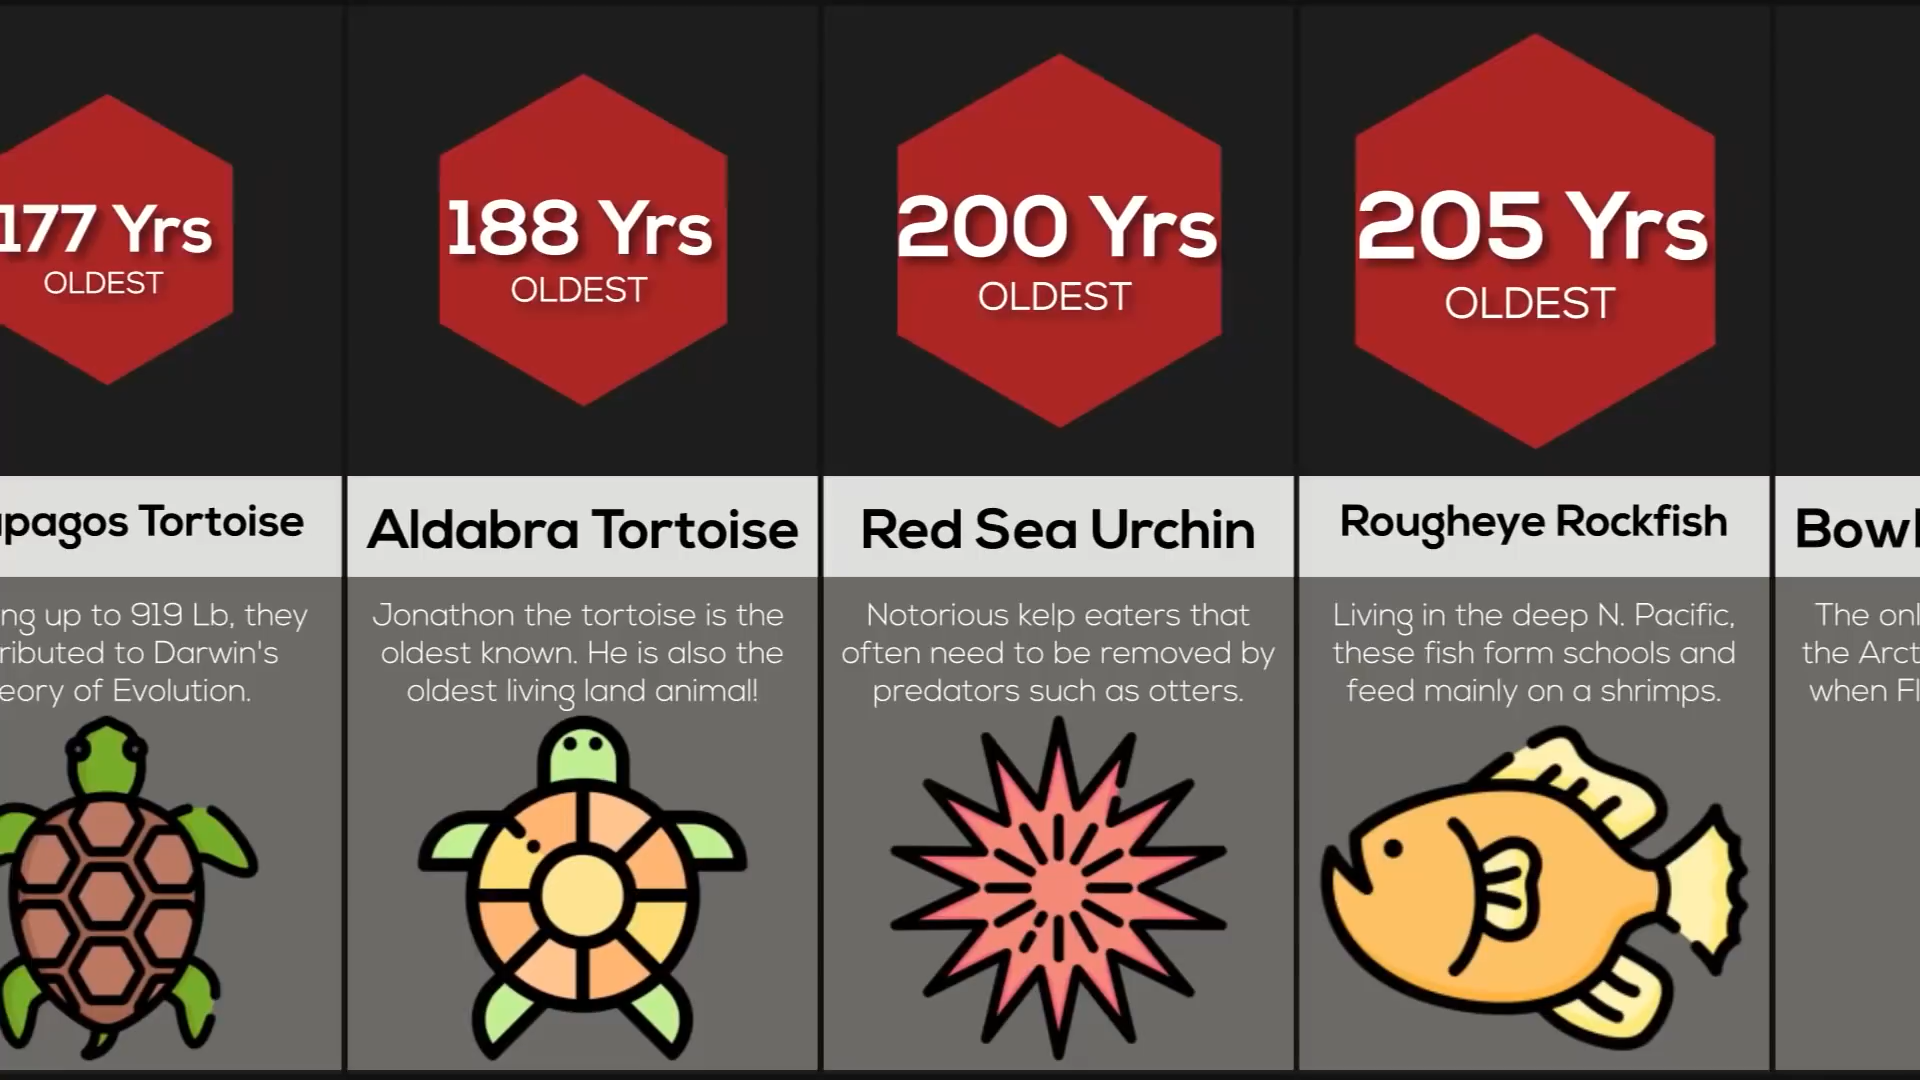 177 Yrs
OLDEST
apagos Tortoise
ng up to 919 Lb, they
ributed to Darwin's
eory of Evolution.
188 Yrs
OLDEST
Aldabra Tortoise
Jonathon the tortoise is the
oldest known. He is also the
oldest living land animal!
200 Yrs
OLDEST
Red Sea Urchin
Notorious kelp eaters that
often need to be removed by
predators such as otters.
205 Yrs
OLDEST
Rougheye Rockfish
Living in the deep N. Pacific,
these fish form schools and
feed mainly on a shrimps.
Bow
The onl
the Arct
when Fl